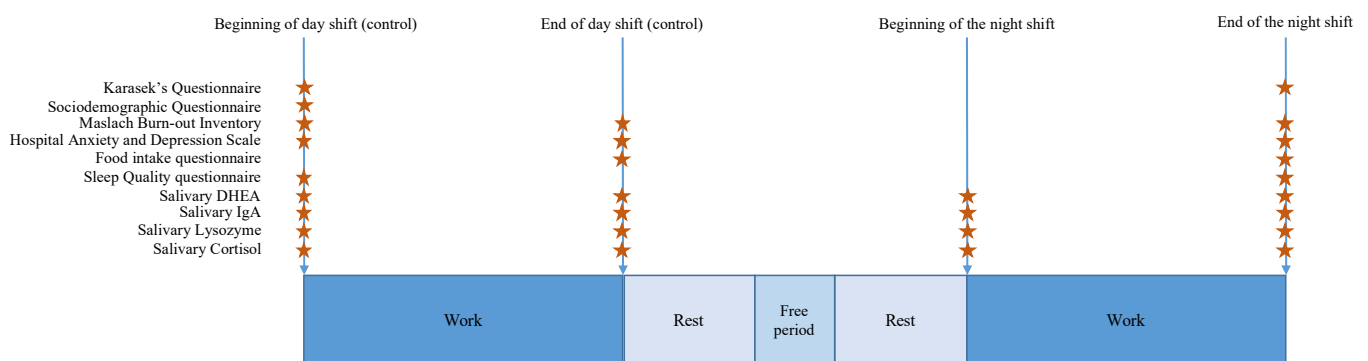 Beginning of day shift (control)
End of day shift (control)
Beginning of the night shift
End of the night shift
Karasek's Questionnaire
Sociodemographic Questionnaire
Maslach Burn-out Inventory
Hospital Anxiety and Depression Scale
Food intake questionnaire
Sleep Quality questionnaire
Salivary DHEA
Salivary IgA
Salivary Lysozyme
Salivary Cortisol
Work
Rest
Free
period
Rest
Work